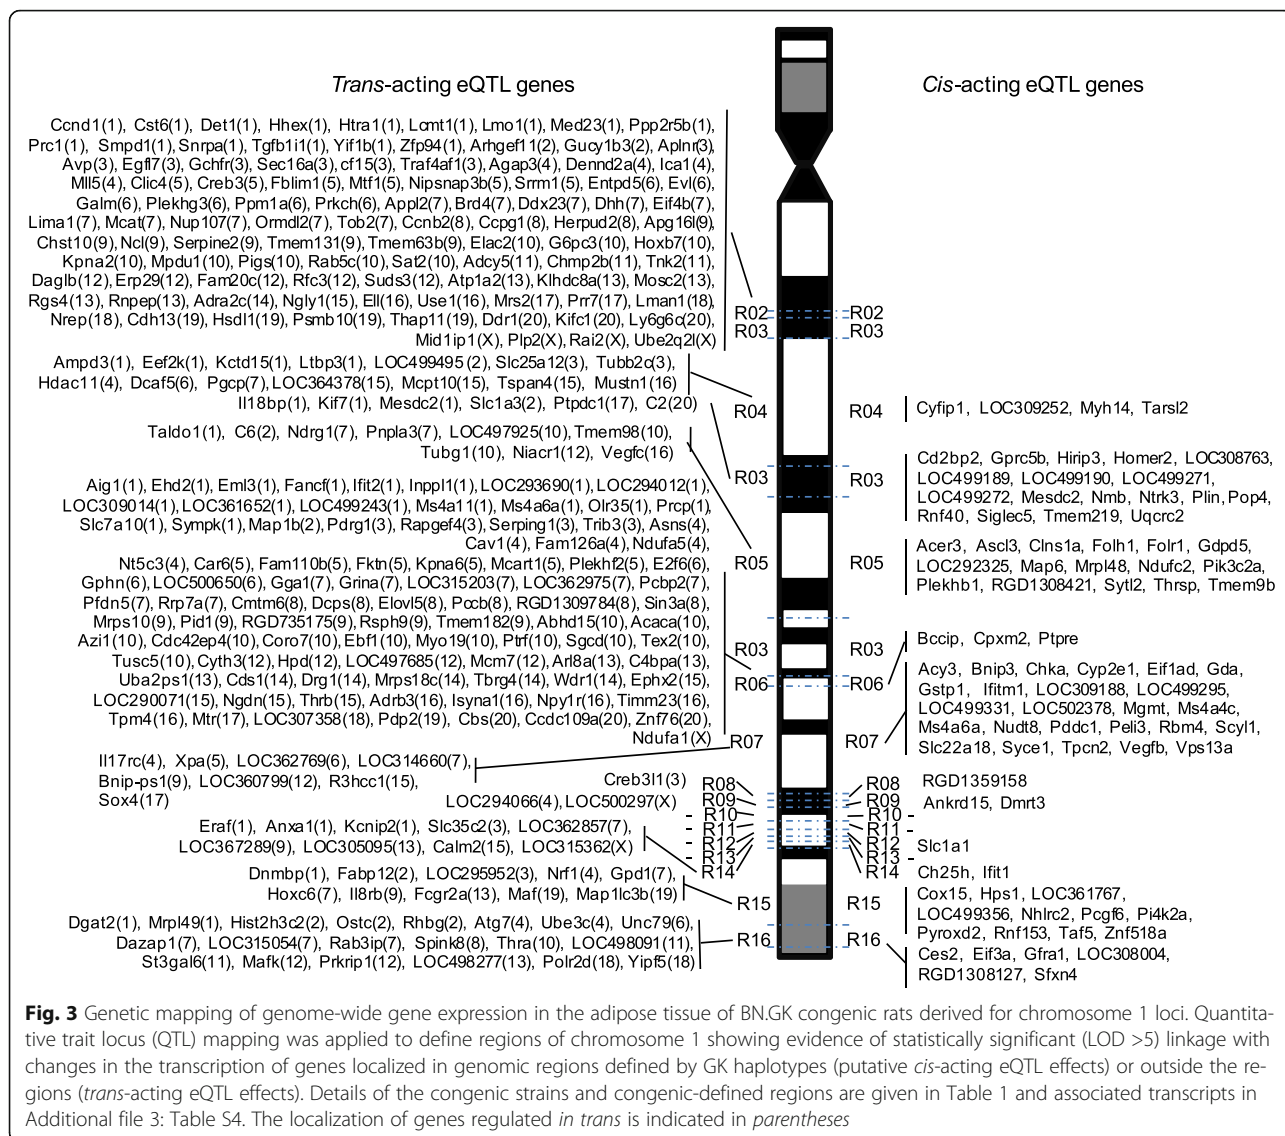 Trans-acting eQTL genes
Cis-acting eQTL genes
Ccnd1(1), Cst6(1), Det1(1), Hhex(1), Htra1(1), Lcmt1(1), Lmo1(1), Med23(1), Ppp2r5b(1),
Prc1(1), Smpd1(1), Snrpa(1), Tgfb1i1(1), Yif1b(1), Zfp94(1), Arhgef11(2), Gucy1b3(2), Aplnr(3),
Avp(3), Egfl7(3), Gchfr(3), Sec16a(3), cf15(3), Traf4af1(3), Agap3(4), Dennd2a(4), Ica1(4),
Mll5(4), Clic4(5), Creb3(5), Fblim1(5), Mtf1(5), Nipsnap3b(5), Srrm1(5), Entpd5(6), Evl(6),
Galm(6), Plekhg3(6), Ppm1a(6), Prkch(6), Appl2(7), Brd4(7), Ddx23(7), Dhh(7), Eif4b(7),
Lima1(7), Mcat(7), Nup107(7), Ormdl2(7), Tob2(7), Ccnb2(8), Ccpg1(8), Herpud2(8), Apg16l(9),
Chst10(9), Ncl(9), Serpine2(9), Tmem131(9), Tmem63b(9), Elac2(10), G6pc3(10), Hoxb7(10),
Kpna2(10), Mpdu1(10), Pigs(10), Rab5c(10), Sat2(10), Adcy5(11), Chmp2b(11), Tnk2(11),
Daglb(12), Erp29(12), Fam20c(12), Rfc3(12), Suds3(12), Atp1a2(13), Klhdc8a(13), Mosc2(13),
Rgs4(13), Rnpep(13), Adra2c(14), Ngly1(15), Ell(16), Use1(16), Mrs2(17), Prr7(17), Lman1(18),
Nrep(18), Cdh13(19), Hsdl1(19), Psmb10(19), Thap11(19), Ddr1(20), Kifc1(20), Ly6g6c(20),
Mid1ip1(X), Plp2(X), Rai2(X), Ube2q2l(X)
R02 R02
R03 R03
Ampd3(1), Eef2k(1), Kctd15(1), Ltbp3(1), LOC499495(2), Slc25a12(3), Tubb2c(3),
Hdac11(4), Dcaf5(6), Pgcp(7), LOC364378(15), Mcpt10(15), Tspan4(15), Mustn1(16)
R04 R04
Cyfip1, LOC309252, Myh14, Tarsl2
Il18bp(1), Kif7(1), Mesdc2(1), Slc1a3(2), Ptpdc1(17), C2(20)
R03 R03
Cd2bp2, Gprc5b, Hirip3, Homer2, LOC308763,
LOC499189, LOC499190, LOC499271,
LOC499272, Mesdc2, Nmb, Ntrk3, Plin, Pop4,
Rnf40, Siglec5, Tmem219, Uqcrc2
Taldo1(1), C6(2), Ndrg1(7), Pnpla3(7), LOC497925(10), Tmem98(10),
Tubg1(10), Niacr1(12), Vegfc(16)
R05 R05
Acer3, Ascl3, Clns1a, Folh1, Folr1, Gdpd5,
LOC292325, Map6, Mrpl48, Ndufc2, Pik3c2a,
Plekhb1, RGD1308421, Sytl2, Thrsp, Tmem9b
Aig1(1), Ehd2(1), Eml3(1), Fancf(1), Ifit2(1), Inppl1(1), LOC293690(1), LOC294012(1),
LOC309014(1), LOC361652(1), LOC499243(1), Ms4a11(1), Ms4a6a(1), Olr35(1), Prcp(1),
Slc7a10(1), Sympk(1), Map1b(2), Pdrg1(3), Rapgef4(3), Serping1(3), Trib3(3), Asns(4),
Cav1(4), Fam126a(4), Ndufa5(4),
Nt5c3(4), Car6(5), Fam110b(5), Fktn(5), Kpna6(5), Mcart1(5), Plekhf2(5), E2f6(6),
Gphn(6), LOC500650(6), Gga1(7), Grina(7), LOC315203(7), LOC362975(7), Pcbp2(7),
Pfdn5(7), Rrp7a(7), Cmtm6(8), Dcps(8), Elovl5(8), Pccb(8), RGD1309784(8), Sin3a(8),
Mrps10(9), Pid1(9), RGD735175(9), Rsph9(9), Tmem182(9), Abhd15(10), Acaca(10),
Azi1(10), Cdc42ep4(10), Coro7(10), Ebf1(10), Myo19(10), Ptrf(10), Sgcd(10), Tex2(10),
Tusc5(10), Cyth3(12), Hpd(12), LOC497685(12), Mcm7(12), Arl8a(13), C4bpa(13),
Uba2ps1(13), Cds1(14), Drg1(14), Mrps18c(14), Tbrg4(14), Wdr1(14), Ephx2(15),
LOC290071(15), Ngdn(15), Thrb(15), Adrb3(16), Isyna1(16), Npy1r(16), Timm23(16),
Tpm4(16), Mtr(17), LOC307358(18), Pdp2(19), Cbs(20), Ccdc109a(20), Znf76(20),
Ndufa1(X)
R03 R03
R06 R06
Bccip, Cpxm2, Ptpre
Acy3, Bnip3, Chka, Cyp2e1, Eif1ad, Gda,
Gstp1, Ifitm1, LOC309188, LOC499295,
LOC499331, LOC502378, Mgmt, Ms4a4c,
Ms4a6a, Nudt8, Pddc1, Peli3, Rbm4, Scyl1,
Slc22a18, Syce1, Tpcn2, Vegfb, Vps13a
R07 R07
Il17rc(4), Xpa(5), LOC362769(6), LOC314660(7),
Bnip-ps1(9), LOC360799(12), R3hcc1(15),
Sox4(17)
Creb3l1(3)
R08 R08
RGD1359158
LOC294066(4), LOC500297(X)
R09 R09
Ankrd15, Dmrt3
- R10 R10 -
- R11 R11 -
R12 R12
Slc1a1
- R13 R13 -
R14 R14
Ch25h, Ifit1
Eraf(1), Anxa1(1), Kcnip2(1), Slc35c2(3), LOC362857(7),
LOC367289(9), LOC305095(13), Calm2(15), LOC315362(X)
Dnmbp(1), Fabp12(2), LOC295952(3), Nrf1(4), Gpd1(7),
Hoxc6(7), Il8rb(9), Fcgr2a(13), Maf(19), Map1lc3b(19)
R15 R15
Cox15, Hps1, LOC361767,
LOC499356, Nhlrc2, Pcgf6, Pi4k2a,
Pyroxd2, Rnf153, Taf5, Znf518a
Dgat2(1), Mrpl49(1), Hist2h3c2(2), Ostc(2), Rhbg(2), Atg7(4), Ube3c(4), Unc79(6),
Dazap1(7), LOC315054(7), Rab3ip(7), Spink8(8), Thra(10), LOC498091(11),
St3gal6(11), Mafk(12), Prkrip1(12), LOC498277(13), Polr2d(18), Yipf5(18)
R16 R16
Ces2, Eif3a, Gfra1, LOC308004,
RGD1308127, Sfxn4
Fig. 3 Genetic mapping of genome-wide gene expression in the adipose tissue of BN.GK congenic rats derived for chromosome 1 loci. Quantita-
tive trait locus (QTL) mapping was applied to define regions of chromosome 1 showing evidence of statistically significant (LOD >5) linkage with
changes in the transcription of genes localized in genomic regions defined by GK haplotypes (putative cis-acting eQTL effects) or outside the re-
gions (trans-acting eQTL effects). Details of the congenic strains and congenic-defined regions are given in Table 1 and associated transcripts in
Additional file 3: Table S4. The localization of genes regulated in trans is indicated in parentheses